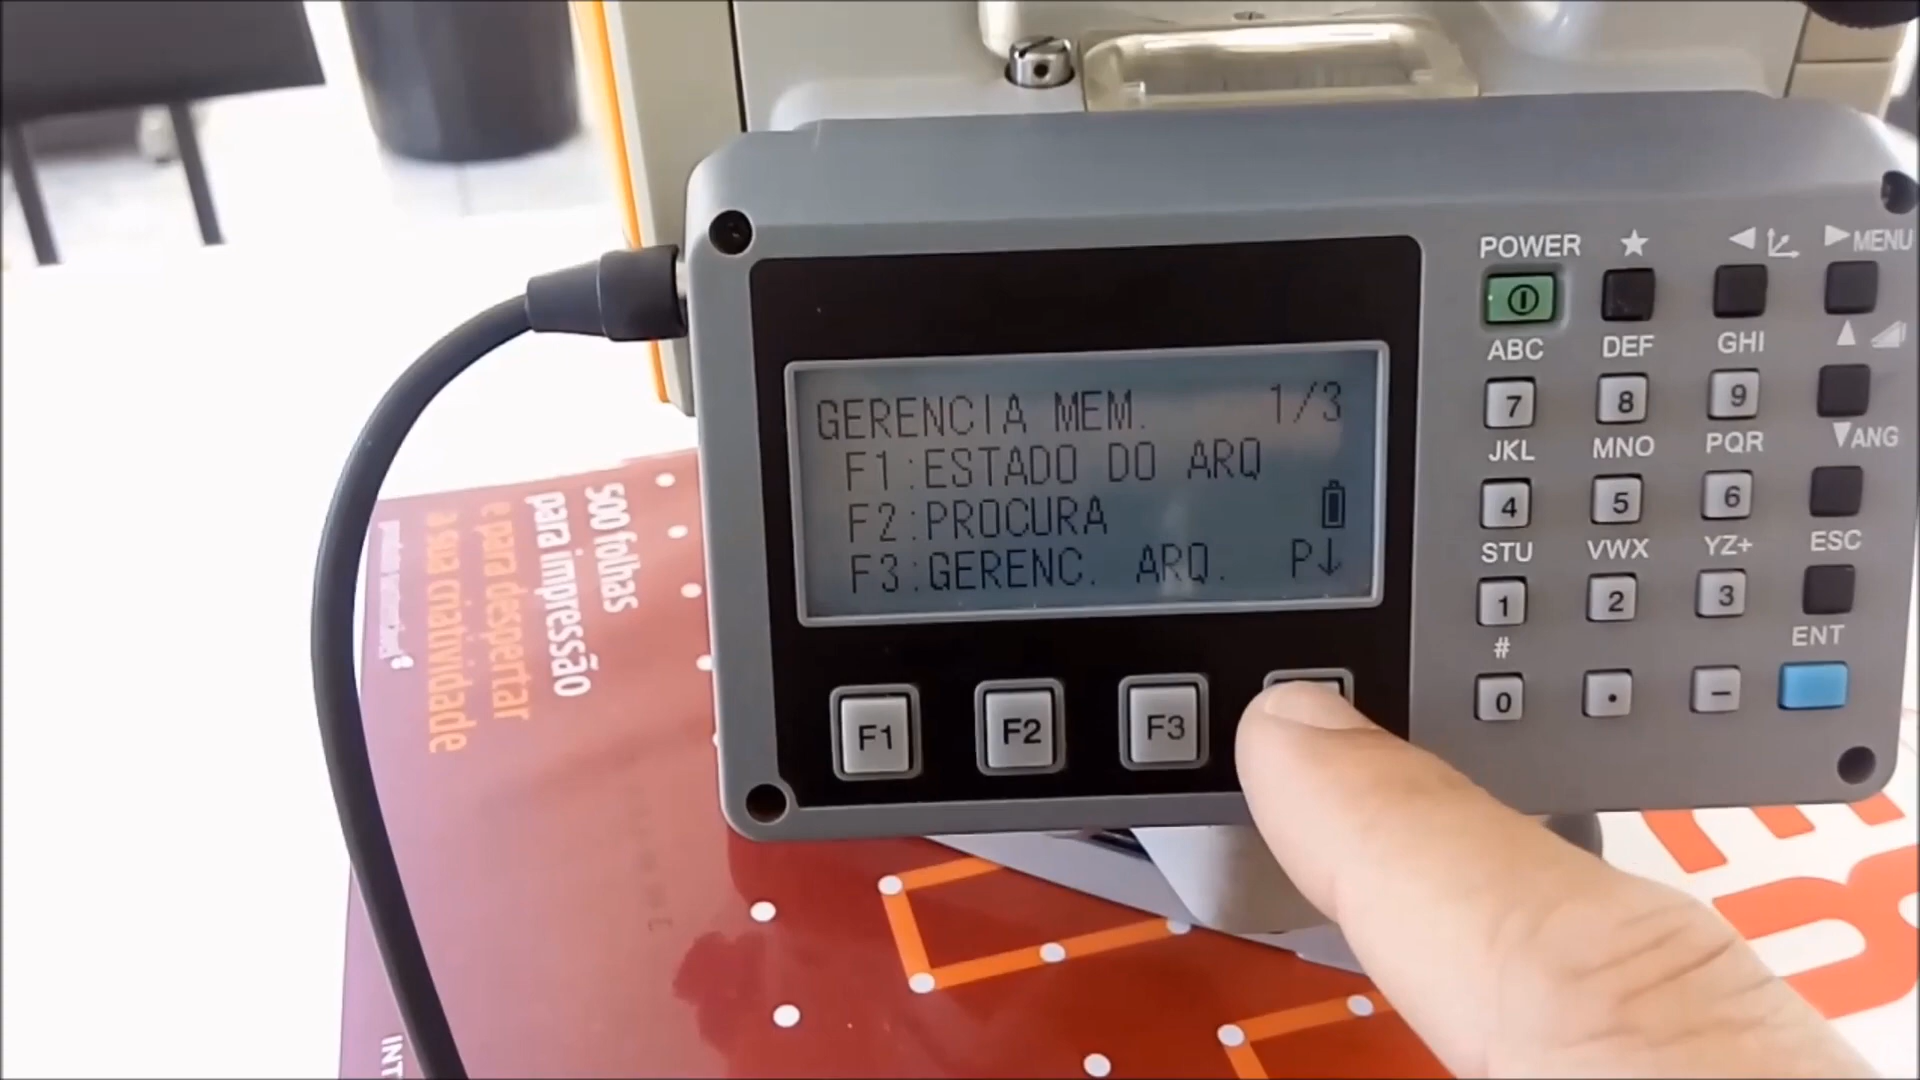 GERENCIA MEM. 1/3
F1:ESTADO DO ARQ
F2:PROCURA
F3:GERENC. ARQ. P↓
F1 F2 F3
POWER ★ ◀ ▶MENU
ABC DEF GHI ▲
7 8 9
JKL MNO PQR ▼ANG
4 5 6
STU VWX YZ+ ESC
1 2 3
# ENT
0 . −
500 folhas
para impressão
e para despertar
a sua criatividade
INT